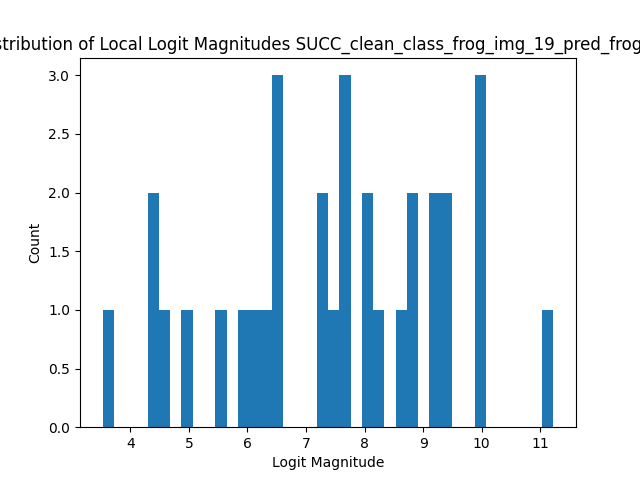 stribution of Local Logit Magnitudes SUCC_clean_class_frog_img_19_pred_frog
3.0
2.5
2.0
1.5
1.0
0.5
0.0
Count
4 5 6 7 8 9 10 11
Logit Magnitude